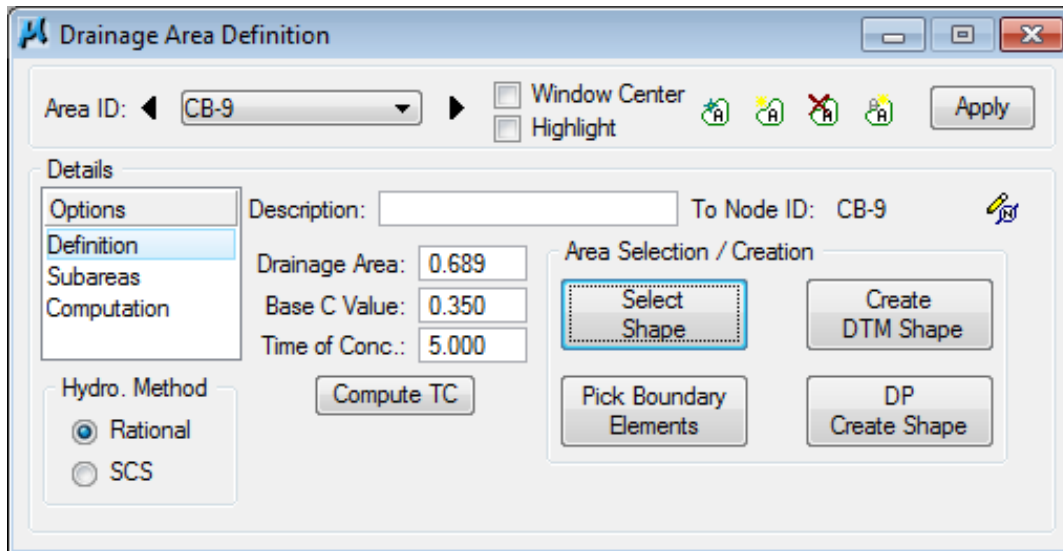 Drainage Area Definition
Area ID: CB-9 Window Center
Highlight
Apply
Details
Options
Definition
Subareas
Computation
Description: To Node ID: CB-9
Drainage Area: 0.689
Base C Value: 0.350
Time of Conc.: 5.000
Compute TC
Area Selection / Creation
Select
Shape
Create
DTM Shape
Pick Boundary
Elements
DP
Create Shape
Hydro. Method
Rational
SCS